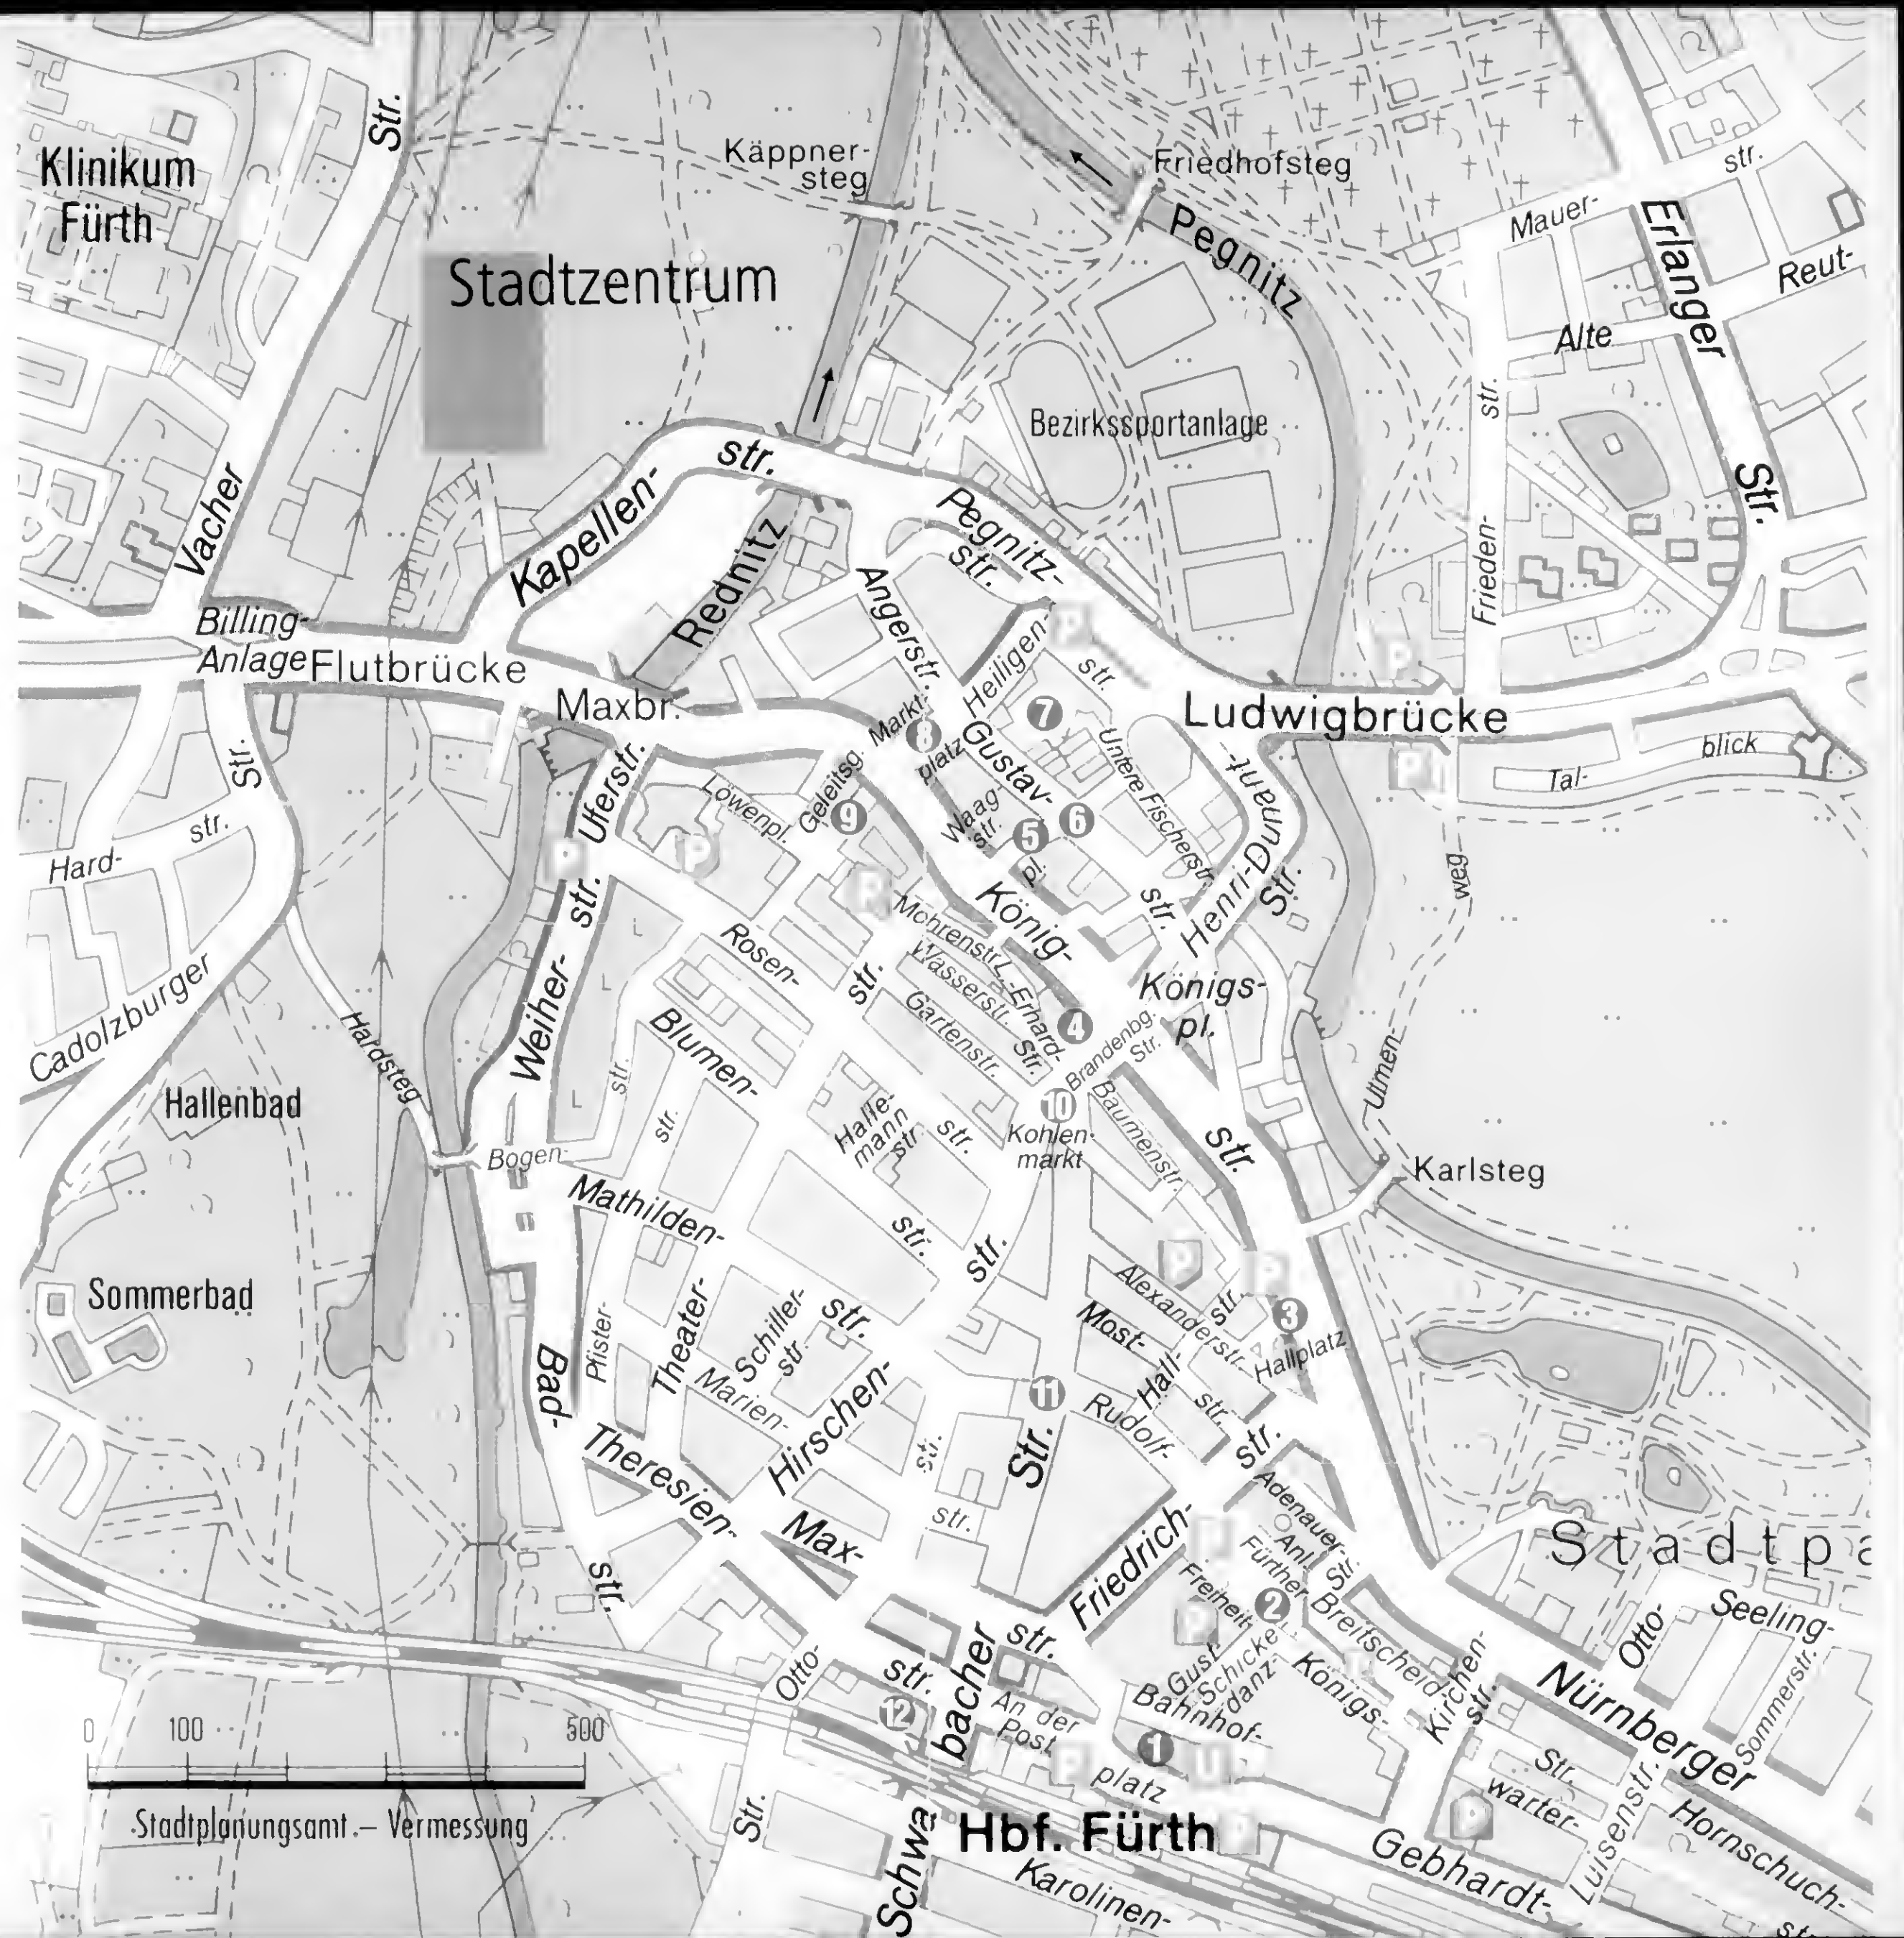 Klinikum
Fürth
Str.
Käppner-
steg
Friedhofsteg
Pegnitz
Mauer-
str.
Erlanger
Reut-
Stadtzentrum
Alte
Bezirkssportanlage
str.
Str.
Vacher
Kapellen-
str.
Pegnitz-
str.
Rednitz
Angerstr.
Heiligen-
str.
P
P
Frieden-
Billing-
Anlage
Flutbrücke
Maxbr.
Markt-
platz
8
7
Gustav-
Ludwigbrücke
Tal-
blick
P
Str.
Uferstr.
Löwenpl.
Geleitsg.
9
Waag-
str.
5
6
pl.
Untere Fischerstr.
Henri-Dunant-
Str.
Hard-
str.
P
P
P
str.
Weiher-
Rosen-
str.
Mohrenstr.
Wasserstr.
Gartenstr.
L.-Erhard-
Str.
König-
str.
Königs-
pl.
4
Brandenbg.
Str.
weg
Ulmen-
Cadolzburger
Hardsteg
Blumen-
str.
str.
Halle-
mann
str.
str.
10
Kohlen-
markt
Baumenstr.
str.
Karlsteg
Hallenbad
Bogen-
Mathilden-
str.
str.
Sommerbad
Alexanderstr.
P
P
str.
3
Hallplatz
Most-
Hall-
str.
Pfister-
Theater-
Schiller-
str.
str.
Marien-
Hirschen-
Bad-
11
Rudolf-
str.
Str.
str.
Theresien-
Max-
str.
str.
Friedrich-
Adenauer-
Anl.
Fürther
Freiheit
Str.
P
2
Breitscheid-
P
Gust.
Schicke
danz-
Königs-
Kirchen-
str.
Stadtpa
Seeling-
Otto-
Sommerstr.
Nürnberger
Otto-
str.
str.
12
bacher
An der
Post
Bahnhof-
platz
1
U
P
P
Str.
warter-
P
Luisenstr.
Hornschuch-
str.
0 100 500
Stadtplanungsamt – Vermessung
Str.
Schwa
Hbf. Fürth
Karolinen-
Gebhardt-